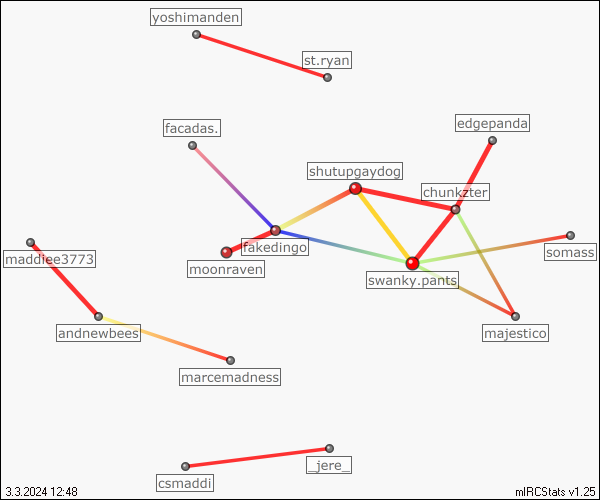 yoshimanden
st.ryan
facadas.
edgepanda
shutupgaydog
chunkzter
fakedingo
somass
maddiee3773
moonraven
swanky.pants
andnewbees
majestico
marcemadness
_jere_
csmaddi
3.3.2024 12:48
mIRCStats v1.25